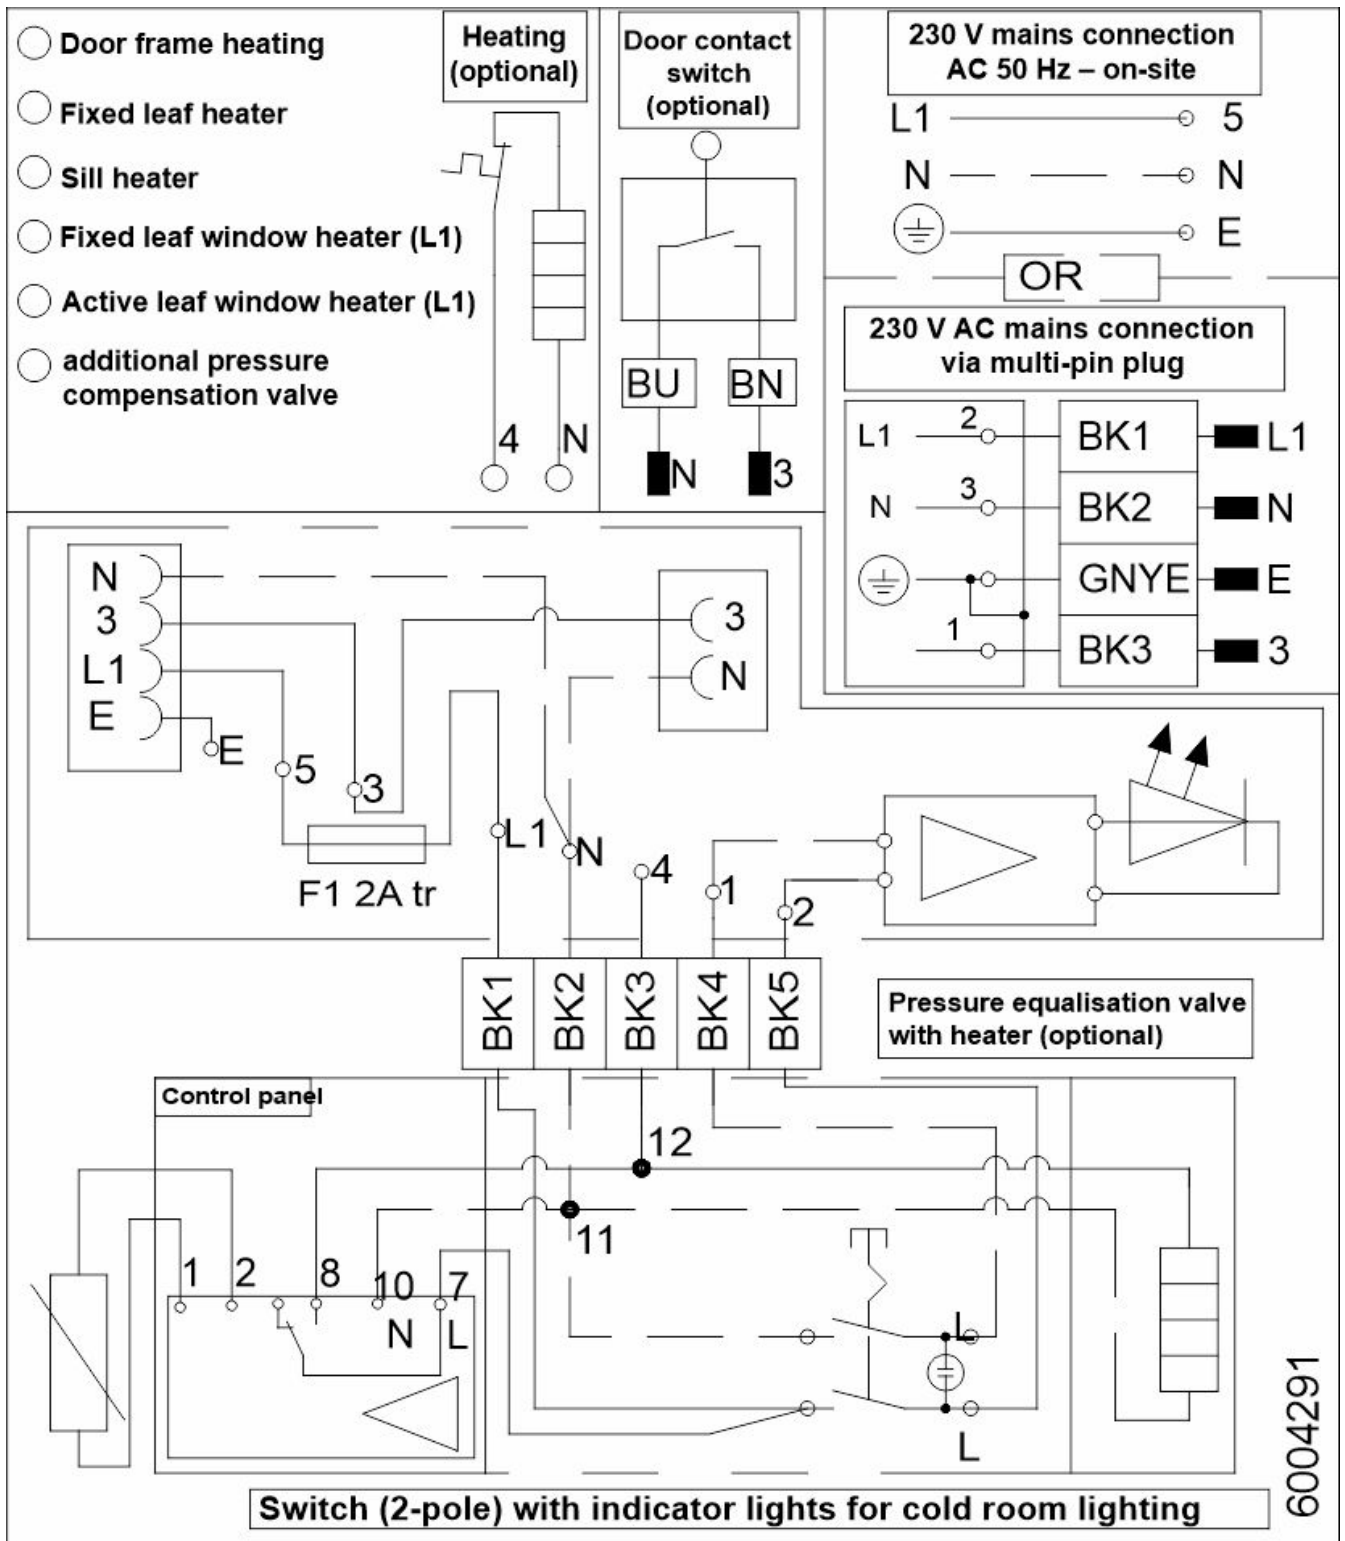 Door frame heating
Fixed leaf heater
Sill heater
Fixed leaf window heater (L1)
Active leaf window heater (L1)
additional pressure
compensation valve
Heating
(optional)
4 N
Door contact
switch
(optional)
BU BN
N 3
230 V mains connection
AC 50 Hz – on-site
L1 5
N N
E
OR
230 V AC mains connection
via multi-pin plug
L1 2 BK1 L1
N 3 BK2 N
GNYE E
1 BK3 3
N
3
L1
E
E
5
3
F1 2A tr
L1
N
4
1
2
3
N
BK1 BK2 BK3 BK4 BK5
Pressure equalisation valve
with heater (optional)
Control panel
12
11
1 2 8 10 7
N L
L
L
Switch (2-pole) with indicator lights for cold room lighting
6004291